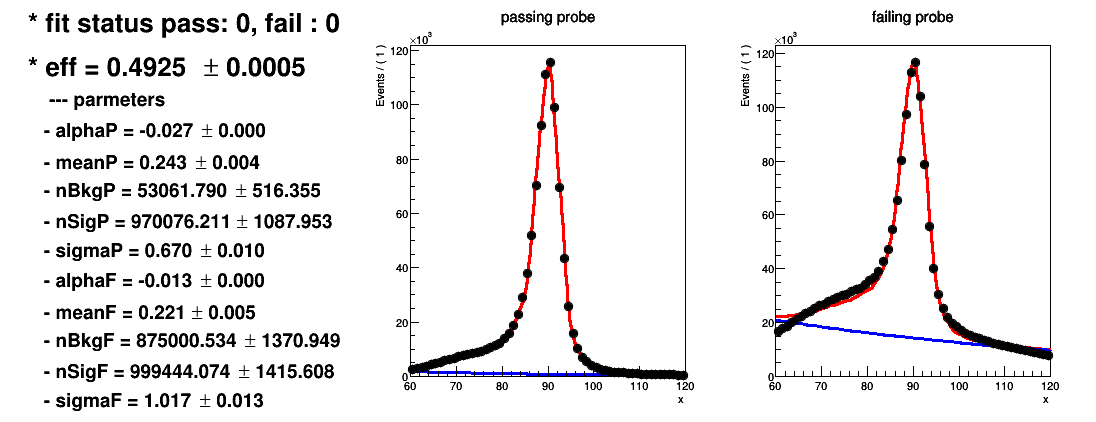 * fit status pass: 0, fail : 0
* eff = 0.4925 ± 0.0005
--- parmeters
- alphaP = -0.027 ± 0.000
- meanP = 0.243 ± 0.004
- nBkgP = 53061.790 ± 516.355
- nSigP = 970076.211 ± 1087.953
- sigmaP = 0.670 ± 0.010
- alphaF = -0.013 ± 0.000
- meanF = 0.221 ± 0.005
- nBkgF = 875000.534 ± 1370.949
- nSigF = 999444.074 ± 1415.608
- sigmaF = 1.017 ± 0.013
passing probe
×10³
Events / ( 1 )
120
100
80
60
40
20
0
60 70 80 90 100 110 120
x
failing probe
×10³
Events / ( 1 )
120
100
80
60
40
20
0
60 70 80 90 100 110 120
x